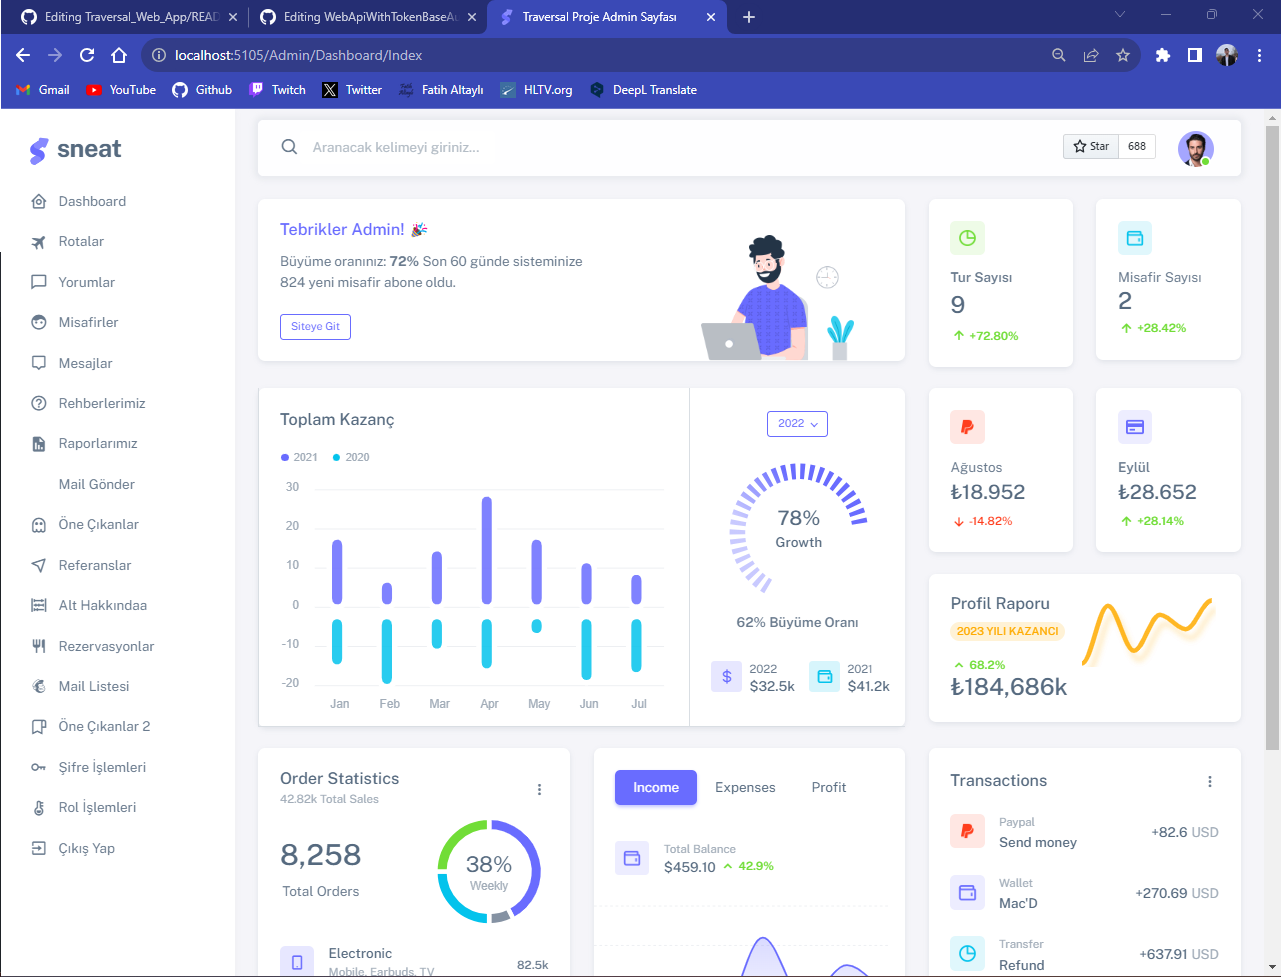 Editing Traversal_Web_App/READ
Editing WebApiWithTokenBaseAu
Traversal Proje Admin Sayfası
localhost:5105/Admin/Dashboard/Index
Gmail
YouTube
Github
Twitch
Twitter
Fatih Altaylı
HLTV.org
DeepL Translate
sneat
Dashboard
Rotalar
Yorumlar
Misafirler
Mesajlar
Rehberlerimiz
Raporlarımız
Mail Gönder
Öne Çıkanlar
Referanslar
Alt Hakkındaa
Rezervasyonlar
Mail Listesi
Öne Çıkanlar 2
Şifre İşlemleri
Rol İşlemleri
Çıkış Yap
Aranacak kelimeyi giriniz...
Star 688
Tebrikler Admin! 🎉
Büyüme oranınız: 72% Son 60 günde sisteminize
824 yeni misafir abone oldu.
Siteye Git
Tur Sayısı
9
+72.80%
Misafir Sayısı
2
+28.42%
Toplam Kazanç
2021 2020
30
20
10
0
-10
-20
Jan Feb Mar Apr May Jun Jul
2022
78%
Growth
62% Büyüme Oranı
2022
$32.5k
2021
$41.2k
Ağustos
₺18.952
-14.82%
Eylül
₺28.652
+28.14%
Profil Raporu
2023 YILI KAZANCI
68.2%
₺184,686k
Order Statistics
42.82k Total Sales
8,258
Total Orders
38%
Weekly
Electronic
Mobile, Earbuds, TV
82.5k
Income Expenses Profit
Total Balance
$459.10 42.9%
Transactions
Paypal
Send money
+82.6 USD
Wallet
Mac'D
+270.69 USD
Transfer
Refund
+637.91 USD